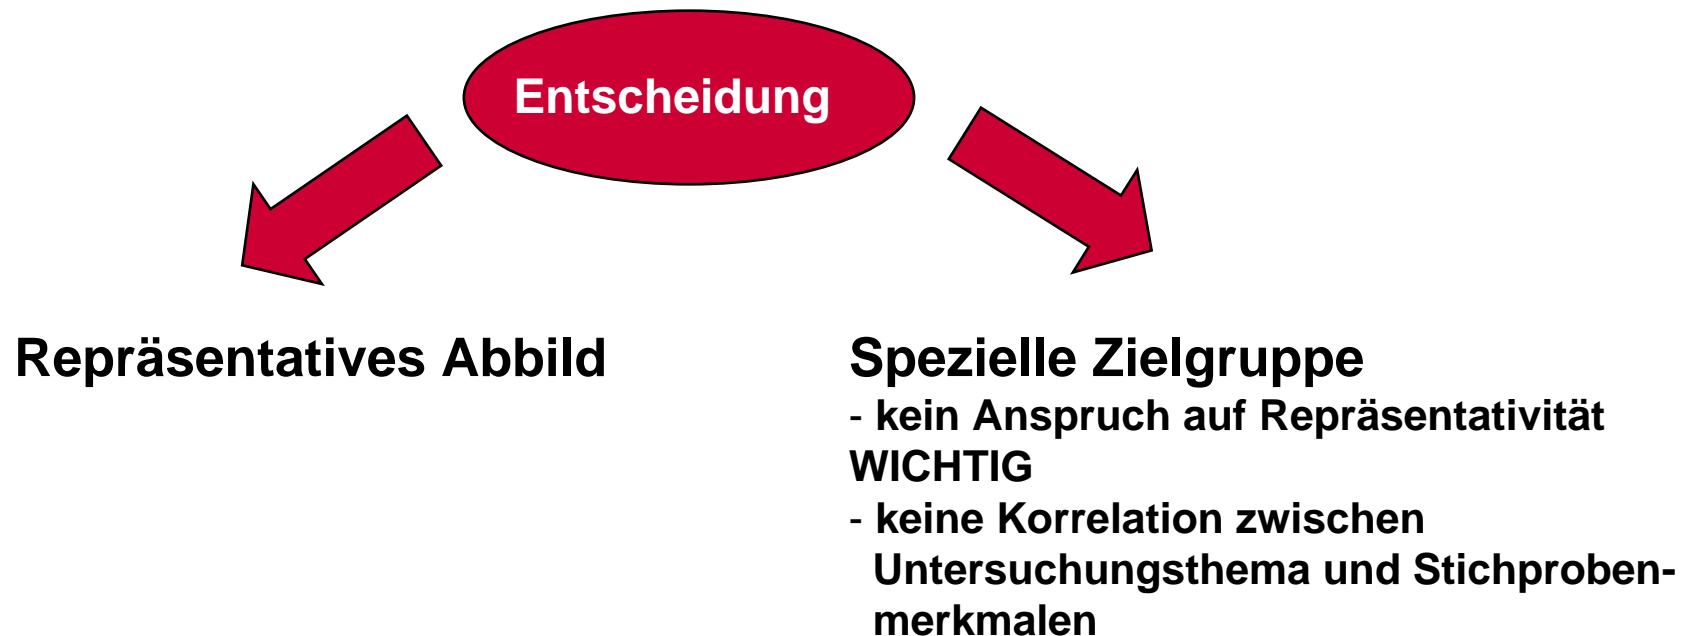 Entscheidung
Repräsentatives Abbild
Spezielle Zielgruppe
- kein Anspruch auf Repräsentativität
WICHTIG
- keine Korrelation zwischen
Untersuchungsthema und Stichproben-
merkmalen